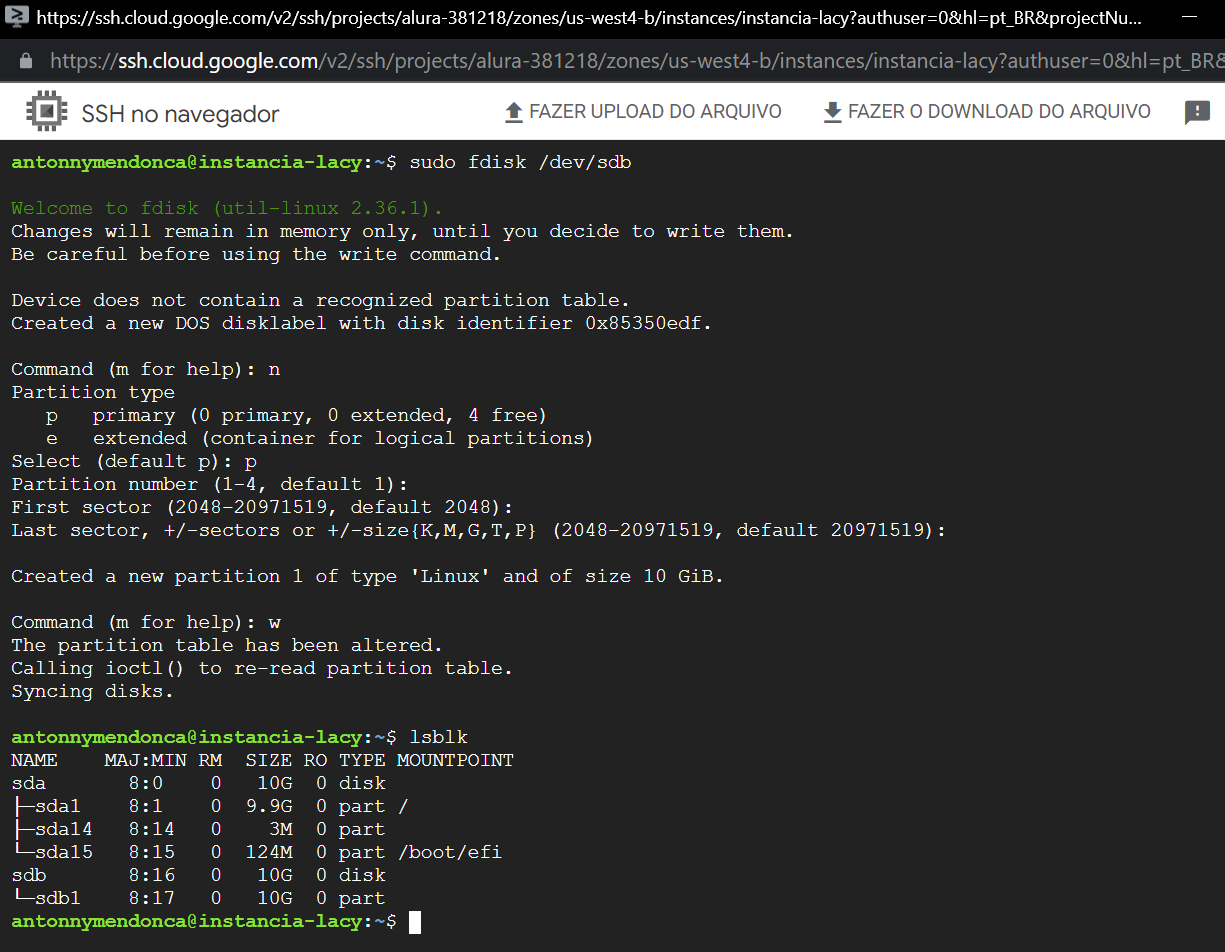 https://ssh.cloud.google.com/v2/ssh/projects/alura-381218/zones/us-west4-b/instances/instancia-lacy?authuser=0&hl=pt_BR&projectNu...
https://ssh.cloud.google.com/v2/ssh/projects/alura-381218/zones/us-west4-b/instances/instancia-lacy?authuser=0&hl=pt_BR&
SSH no navegador
FAZER UPLOAD DO ARQUIVO
FAZER O DOWNLOAD DO ARQUIVO
antonnymendonca@instancia-lacy:~$ sudo fdisk /dev/sdb
Welcome to fdisk (util-linux 2.36.1).
Changes will remain in memory only, until you decide to write them.
Be careful before using the write command.
Device does not contain a recognized partition table.
Created a new DOS disklabel with disk identifier 0x85350edf.
Command (m for help): n
Partition type
   p   primary (0 primary, 0 extended, 4 free)
   e   extended (container for logical partitions)
Select (default p): p
Partition number (1-4, default 1):
First sector (2048-20971519, default 2048):
Last sector, +/-sectors or +/-size{K,M,G,T,P} (2048-20971519, default 20971519):
Created a new partition 1 of type 'Linux' and of size 10 GiB.
Command (m for help): w
The partition table has been altered.
Calling ioctl() to re-read partition table.
Syncing disks.
antonnymendonca@instancia-lacy:~$ lsblk
NAME    MAJ:MIN RM  SIZE RO TYPE MOUNTPOINT
sda       8:0    0   10G  0 disk
├─sda1    8:1    0  9.9G  0 part /
├─sda14   8:14   0    3M  0 part
└─sda15   8:15   0  124M  0 part /boot/efi
sdb       8:16   0   10G  0 disk
└─sdb1    8:17   0   10G  0 part
antonnymendonca@instancia-lacy:~$